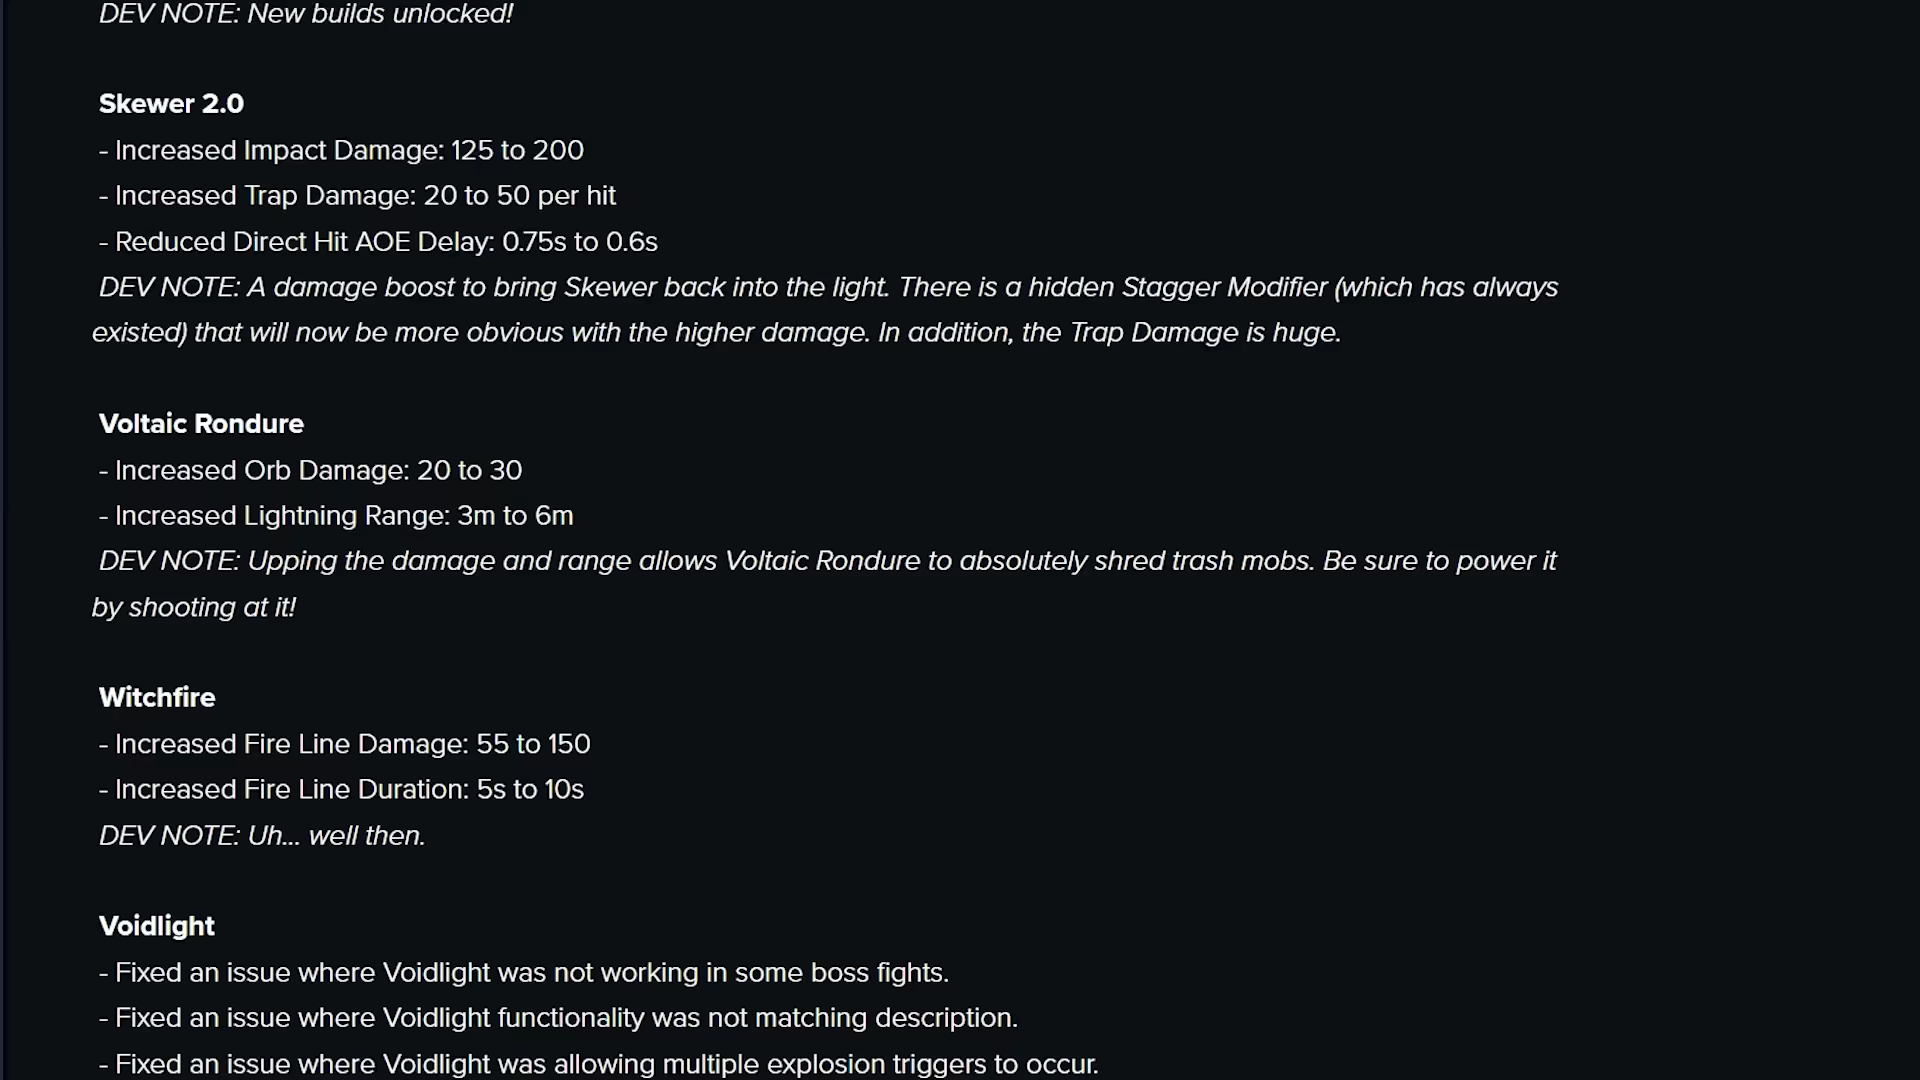 DEV NOTE: New builds unlocked!
Skewer 2.0
- Increased Impact Damage: 125 to 200
- Increased Trap Damage: 20 to 50 per hit
- Reduced Direct Hit AOE Delay: 0.75s to 0.6s
DEV NOTE: A damage boost to bring Skewer back into the light. There is a hidden Stagger Modifier (which has always
existed) that will now be more obvious with the higher damage. In addition, the Trap Damage is huge.
Voltaic Rondure
- Increased Orb Damage: 20 to 30
- Increased Lightning Range: 3m to 6m
DEV NOTE: Upping the damage and range allows Voltaic Rondure to absolutely shred trash mobs. Be sure to power it
by shooting at it!
Witchfire
- Increased Fire Line Damage: 55 to 150
- Increased Fire Line Duration: 5s to 10s
DEV NOTE: Uh... well then.
Voidlight
- Fixed an issue where Voidlight was not working in some boss fights.
- Fixed an issue where Voidlight functionality was not matching description.
- Fixed an issue where Voidlight was allowing multiple explosion triggers to occur.